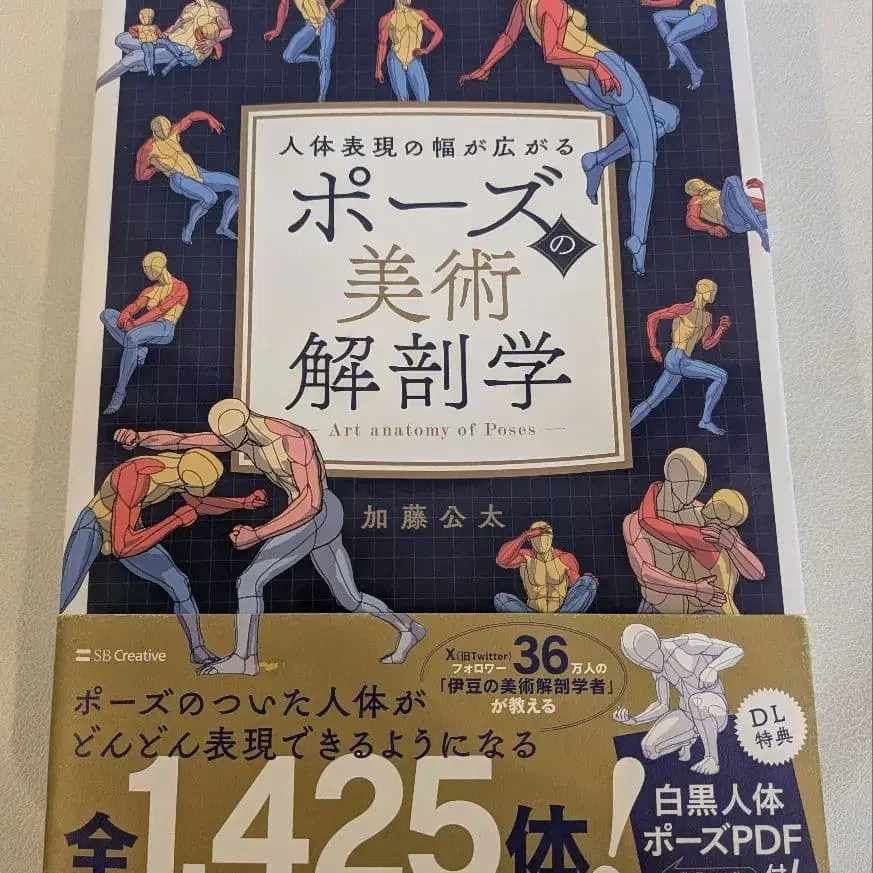 人体表現の幅が広がる
ポーズの
美術
解剖学
Art anatomy of Poses
加藤公太
SB Creative
X(旧Twitter)
フォロワー36万人の
「伊豆の美術解剖学者」
が教える
ポーズのついた人体が
どんどん表現できるようになる
全1,425体!
DL
特典
白黒人体
ポーズPDF
付!